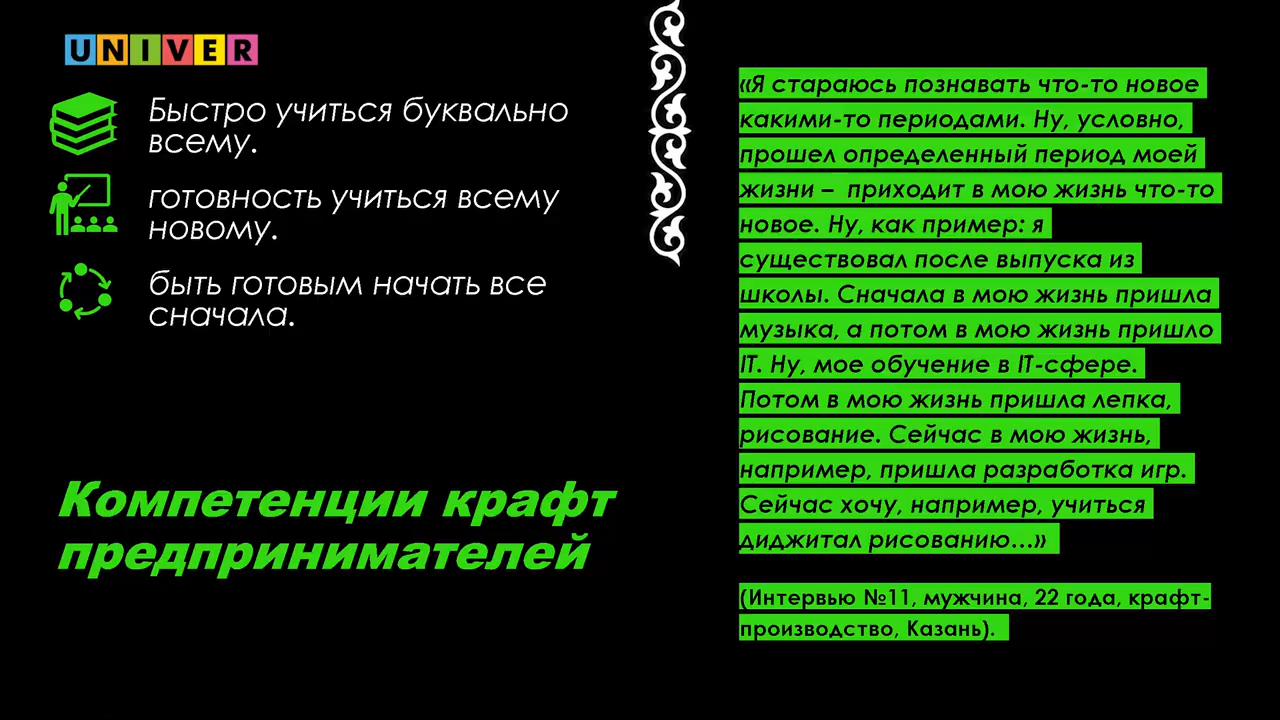 UNIVER
Быстро учиться буквально
всему.
готовность учиться всему
новому.
быть готовым начать все
сначала.
Компетенции крафт
предпринимателей
«Я стараюсь познавать что-то новое
какими-то периодами. Ну, условно,
прошел определенный период моей
жизни – приходит в мою жизнь что-то
новое. Ну, как пример: я
существовал после выпуска из
школы. Сначала в мою жизнь пришла
музыка, а потом в мою жизнь пришло
IT. Ну, мое обучение в IT-сфере.
Потом в мою жизнь пришла лепка,
рисование. Сейчас в мою жизнь,
например, пришла разработка игр.
Сейчас хочу, например, учиться
диджитал рисованию…»
(Интервью №11, мужчина, 22 года, крафт-
производство, Казань).